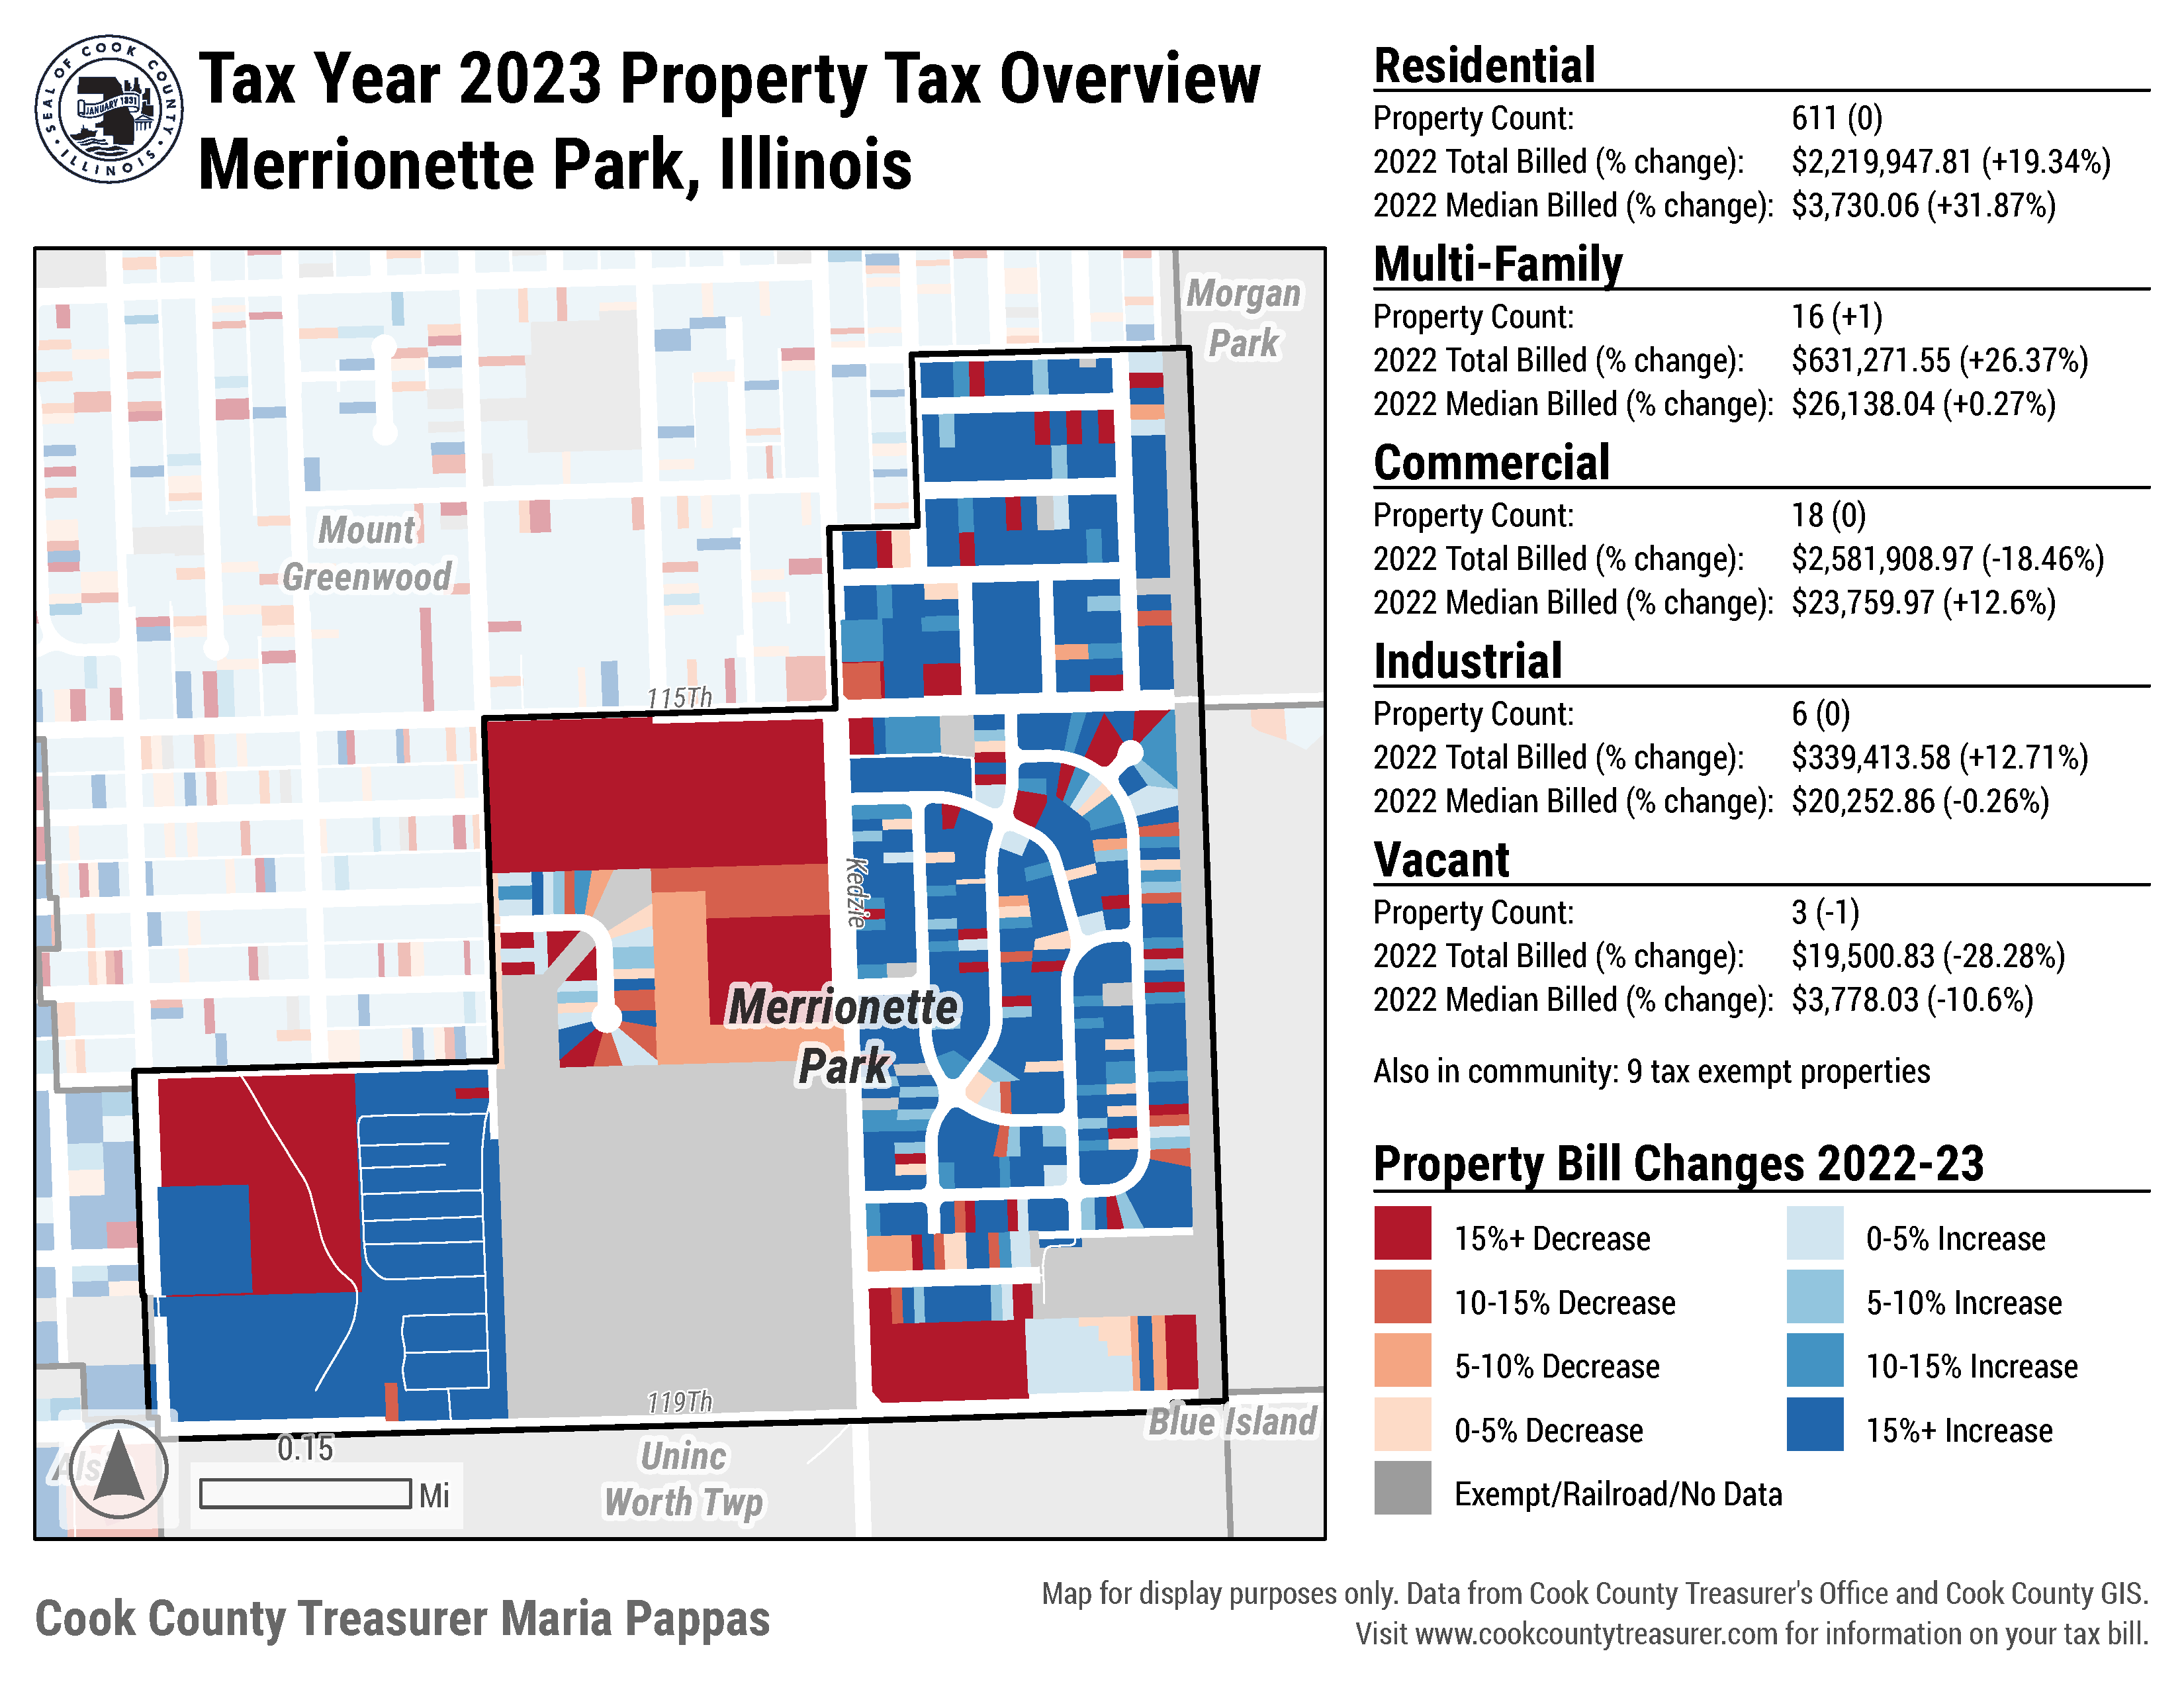 SEAL OF COOK COUNTY
ILLINOIS
JANUARY 1831
Tax Year 2023 Property Tax Overview
Merrionette Park, Illinois
Morgan
Park
Mount
Greenwood
115Th
Kedzie
Merrionette
Park
119Th
Blue Island
Uninc
Worth Twp
Als
0.15
Mi
Residential
Property Count: 611 (0)
2022 Total Billed (% change): $2,219,947.81 (+19.34%)
2022 Median Billed (% change): $3,730.06 (+31.87%)
Multi-Family
Property Count: 16 (+1)
2022 Total Billed (% change): $631,271.55 (+26.37%)
2022 Median Billed (% change): $26,138.04 (+0.27%)
Commercial
Property Count: 18 (0)
2022 Total Billed (% change): $2,581,908.97 (-18.46%)
2022 Median Billed (% change): $23,759.97 (+12.6%)
Industrial
Property Count: 6 (0)
2022 Total Billed (% change): $339,413.58 (+12.71%)
2022 Median Billed (% change): $20,252.86 (-0.26%)
Vacant
Property Count: 3 (-1)
2022 Total Billed (% change): $19,500.83 (-28.28%)
2022 Median Billed (% change): $3,778.03 (-10.6%)
Also in community: 9 tax exempt properties
Property Bill Changes 2022-23
15%+ Decrease
10-15% Decrease
5-10% Decrease
0-5% Decrease
Exempt/Railroad/No Data
0-5% Increase
5-10% Increase
10-15% Increase
15%+ Increase
Cook County Treasurer Maria Pappas
Map for display purposes only. Data from Cook County Treasurer's Office and Cook County GIS.
Visit www.cookcountytreasurer.com for information on your tax bill.